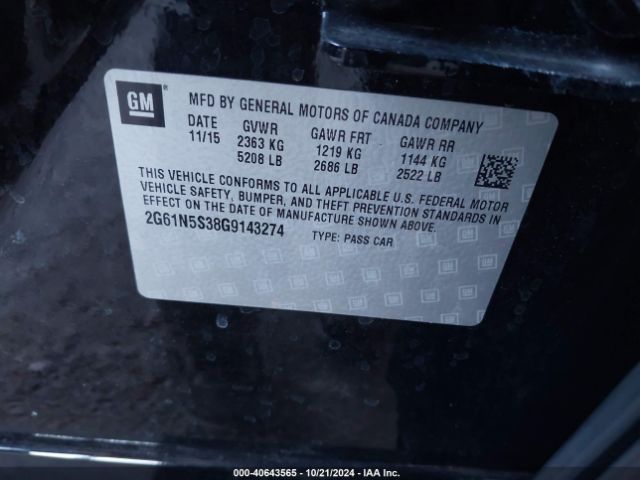 GM
MFD BY GENERAL MOTORS OF CANADA COMPANY
DATE GVWR GAWR FRT GAWR RR
11/15 2363 KG 1219 KG 1144 KG
5208 LB 2686 LB 2522 LB
THIS VEHICLE CONFORMS TO ALL APPLICABLE U.S. FEDERAL MOTOR
VEHICLE SAFETY, BUMPER, AND THEFT PREVENTION STANDARDS IN
EFFECT ON THE DATE OF MANUFACTURE SHOWN ABOVE.
2G61N5S38G9143274 TYPE: PASS CAR
000-40643565 - 10/21/2024 - IAA Inc.